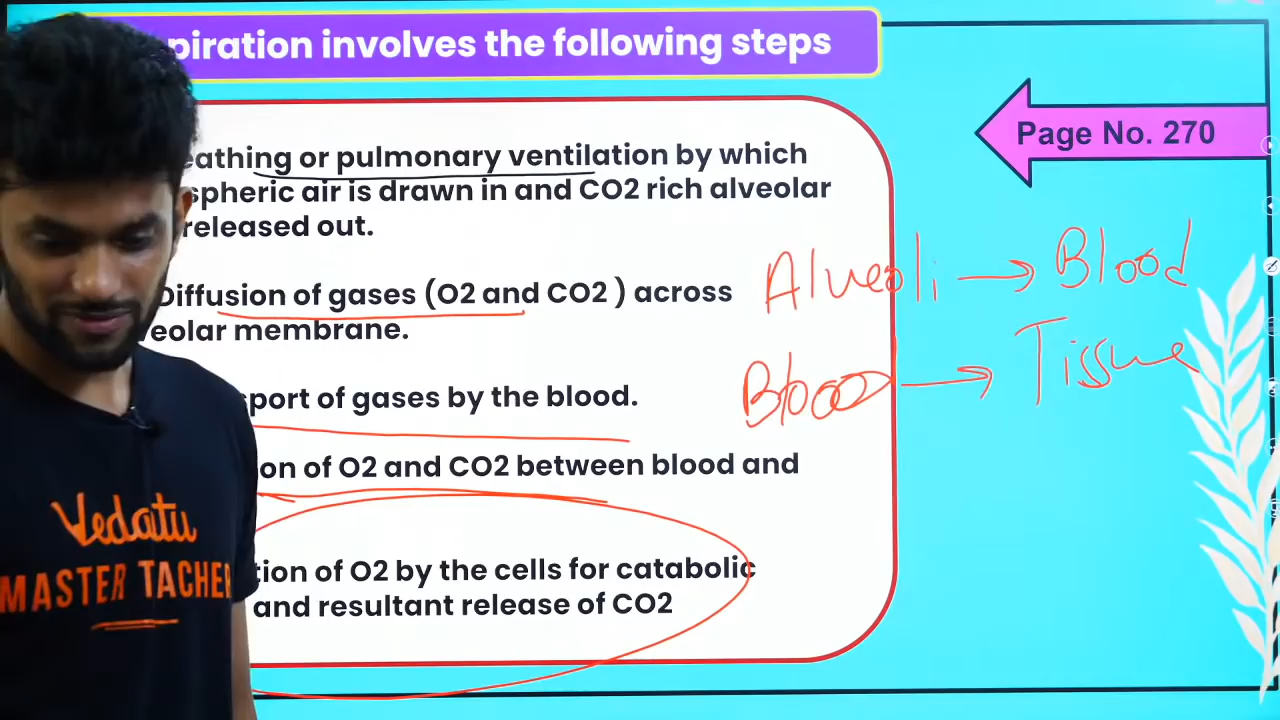 piration involves the following steps
Page No. 270
eathing or pulmonary ventilation by which
spheric air is drawn in and CO2 rich alveolar
released out.
Diffusion of gases (O2 and CO2 ) across
veolar membrane.
sport of gases by the blood.
ion of O2 and CO2 between blood and
tion of O2 by the cells for catabolic
and resultant release of CO2
Alveoli → Blood
Blood → Tissue
Vedantu
MASTER TACHER